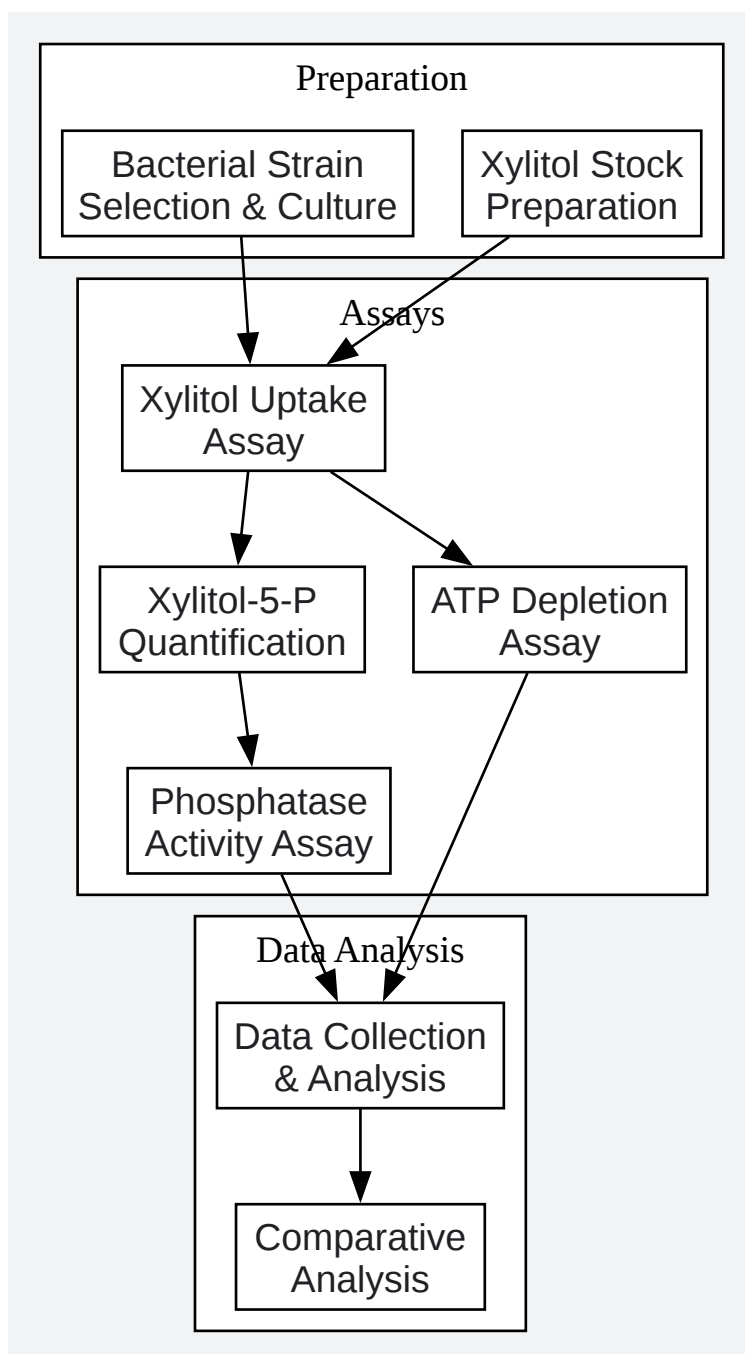 Preparation
Bacterial Strain
Selection & Culture
Xylitol Stock
Preparation
Assays
Xylitol Uptake
Assay
Xylitol-5-P
Quantification
ATP Depletion
Assay
Phosphatase
Activity Assay
Data Analysis
Data Collection
& Analysis
Comparative
Analysis